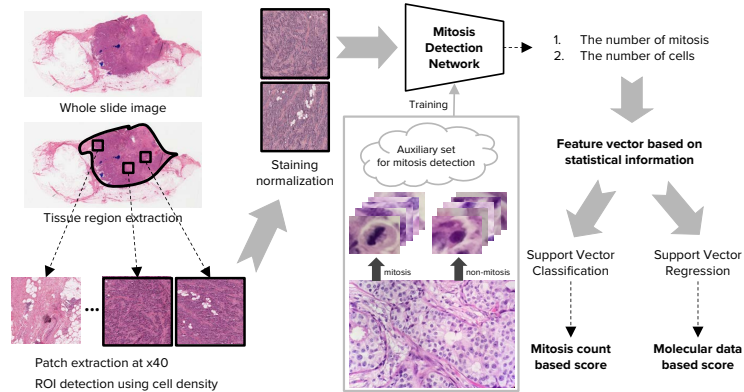 Whole slide image
Tissue region extraction
Patch extraction at x40
ROI detection using cell density
Staining
normalization
Mitosis
Detection
Network
Training
Auxiliary set
for mitosis detection
mitosis
non-mitosis
1. The number of mitosis
2. The number of cells
Feature vector based on
statistical information
Support Vector
Classification
Support Vector
Regression
Mitosis count
based score
Molecular data
based score